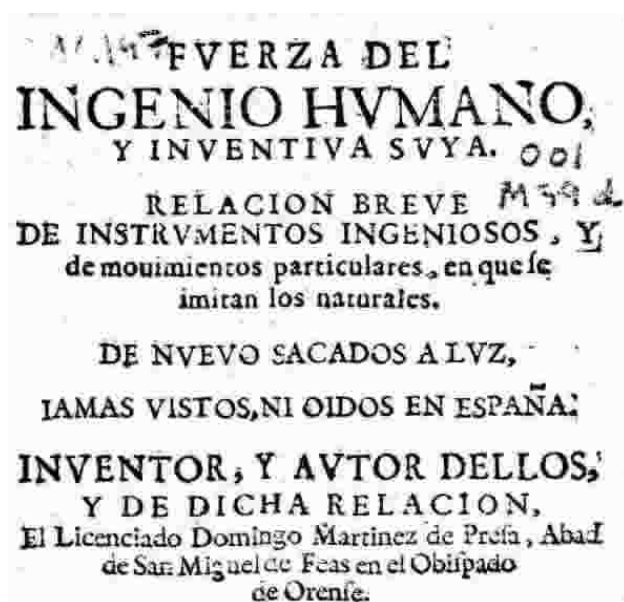 FVERZA DEL
INGENIO HVMANO,
Y INVENTIVA SVYA.
001
RELACION BREVE
DE INSTRVMENTOS INGENIOSOS, Y
de mouimientos particulares, en que ſe
imitan los naturales.
DE NVEVO SACADOS A LVZ,
IAMAS VISTOS, NI OIDOS EN ESPAÑA:
INVENTOR, Y AVTOR DELLOS,
Y DE DICHA RELACION,
El Licenciado Domingo Martinez de Preſa, Abad
de San Miguel de Feas en el Obiſpado
de Orenſe.